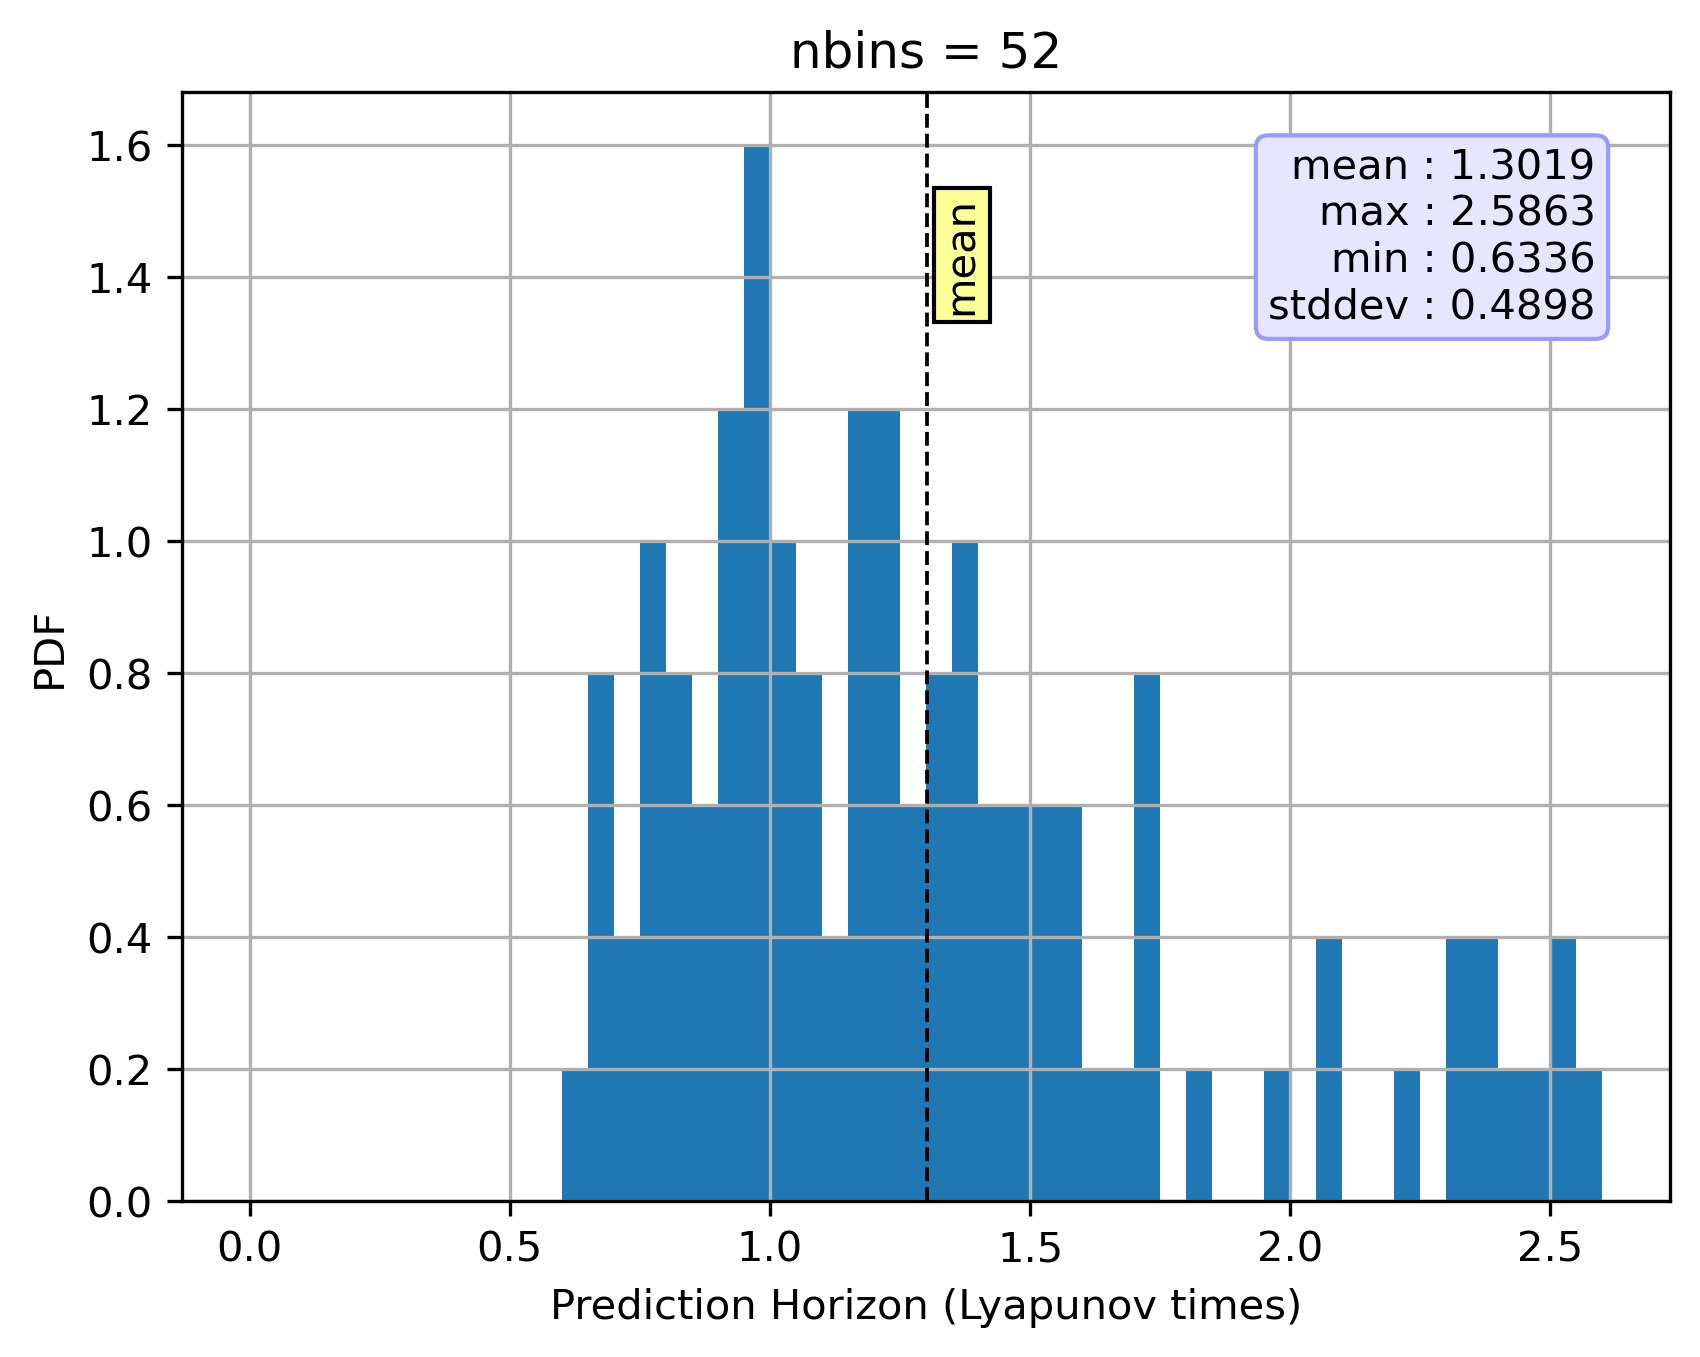 nbins = 52
mean : 1.3019
max : 2.5863
min : 0.6336
stddev : 0.4898
mean
PDF
1.6
1.4
1.2
1.0
0.8
0.6
0.4
0.2
0.0
0.0 0.5 1.0 1.5 2.0 2.5
Prediction Horizon (Lyapunov times)